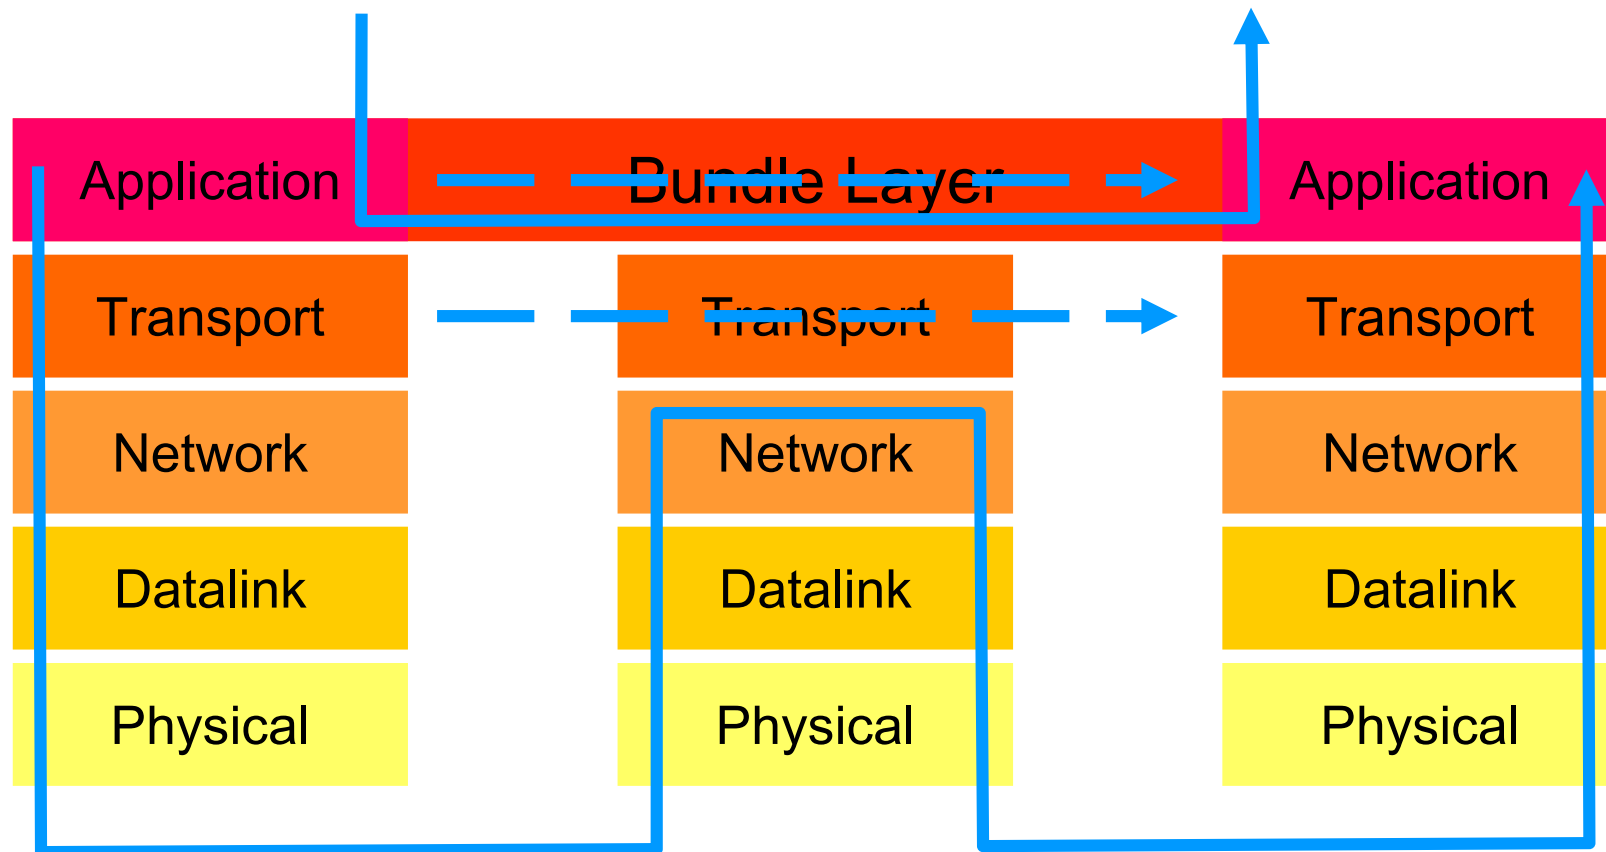 Application
Bundle Layer
Application
Transport
Transport
Transport
Network
Network
Network
Datalink
Datalink
Datalink
Physical
Physical
Physical